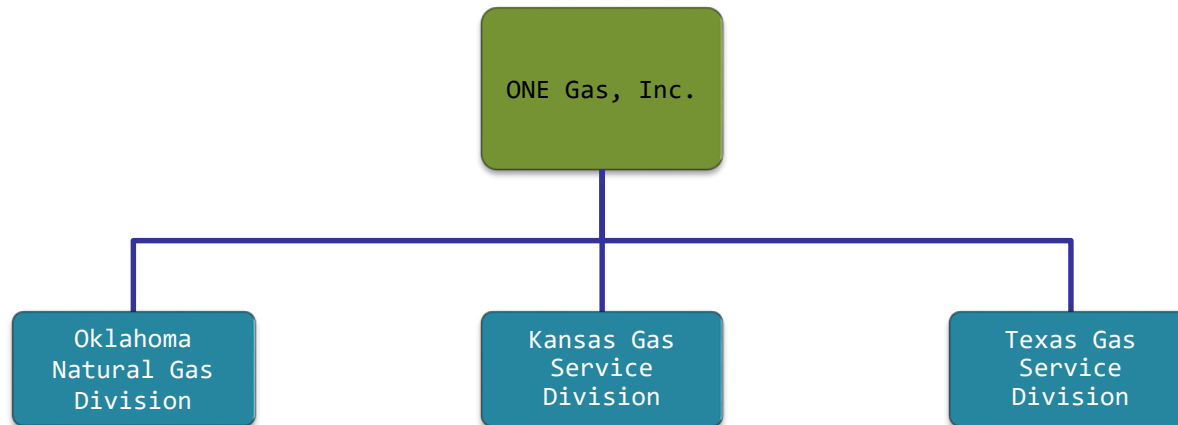 ONE Gas, Inc.
Oklahoma
Natural Gas
Division
Kansas Gas
Service
Division
Texas Gas
Service
Division